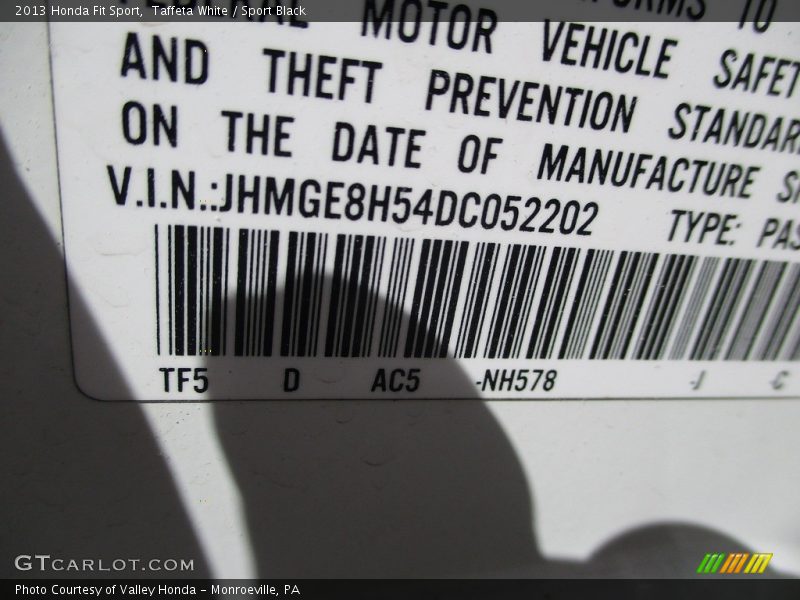 2013 Honda Fit Sport, Taffeta White / Sport Black
TO
MOTOR VEHICLE
AND THEFT PREVENTION
ON THE DATE OF MANUFACTURE
V.I.N.:JHMGE8H54DC052202 TYPE:
TF5 D AC5 -NH578 -J -C
GTCARLOT.COM
Photo Courtesy of Valley Honda – Monroeville, PA